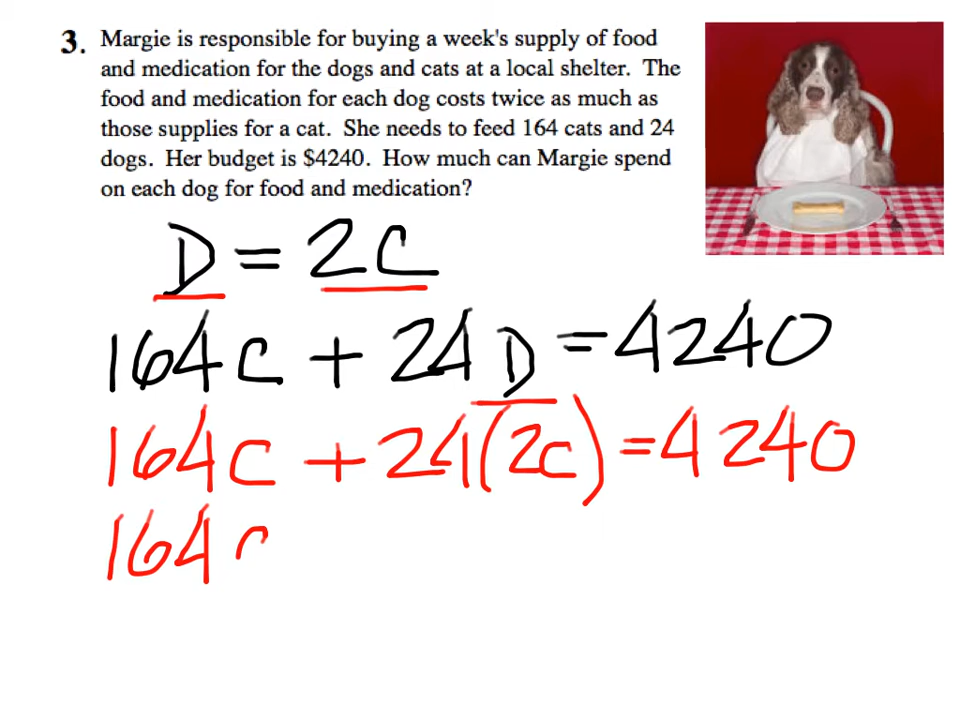 3. Margie is responsible for buying a week's supply of food
and medication for the dogs and cats at a local shelter. The
food and medication for each dog costs twice as much as
those supplies for a cat. She needs to feed 164 cats and 24
dogs. Her budget is $4240. How much can Margie spend
on each dog for food and medication?
D = 2C
164C + 24D = 4240
164C + 24(2C) = 4240
164C